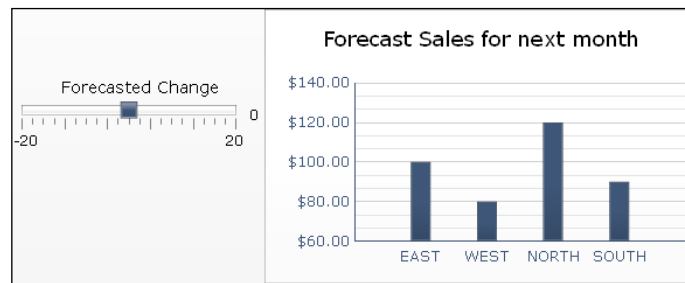 Forecasted Change
0
-20 20
Forecast Sales for next month
$140.00
$120.00
$100.00
$80.00
$60.00
EAST WEST NORTH SOUTH